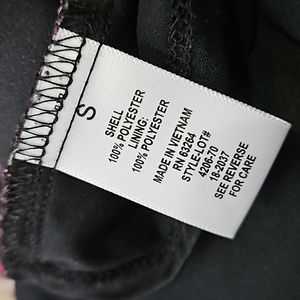 S
SHELL
100% POLYESTER
LINING:
100% POLYESTER
MADE IN VIETNAM
RN 63264
STYLE-LOT#
4206-70
18-2037
SEE REVERSE
FOR CARE